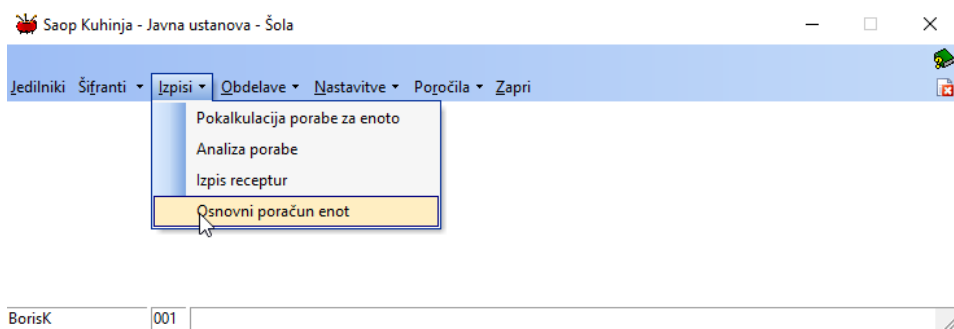 Saop Kuhinja - Javna ustanova - Šola
Jedilniki Šifranti Izpisi Obdelave Nastavitve Poročila Zapri
Pokalkulacija porabe za enoto
Analiza porabe
Izpis receptur
Osnovni poračun enot
BorisK 001